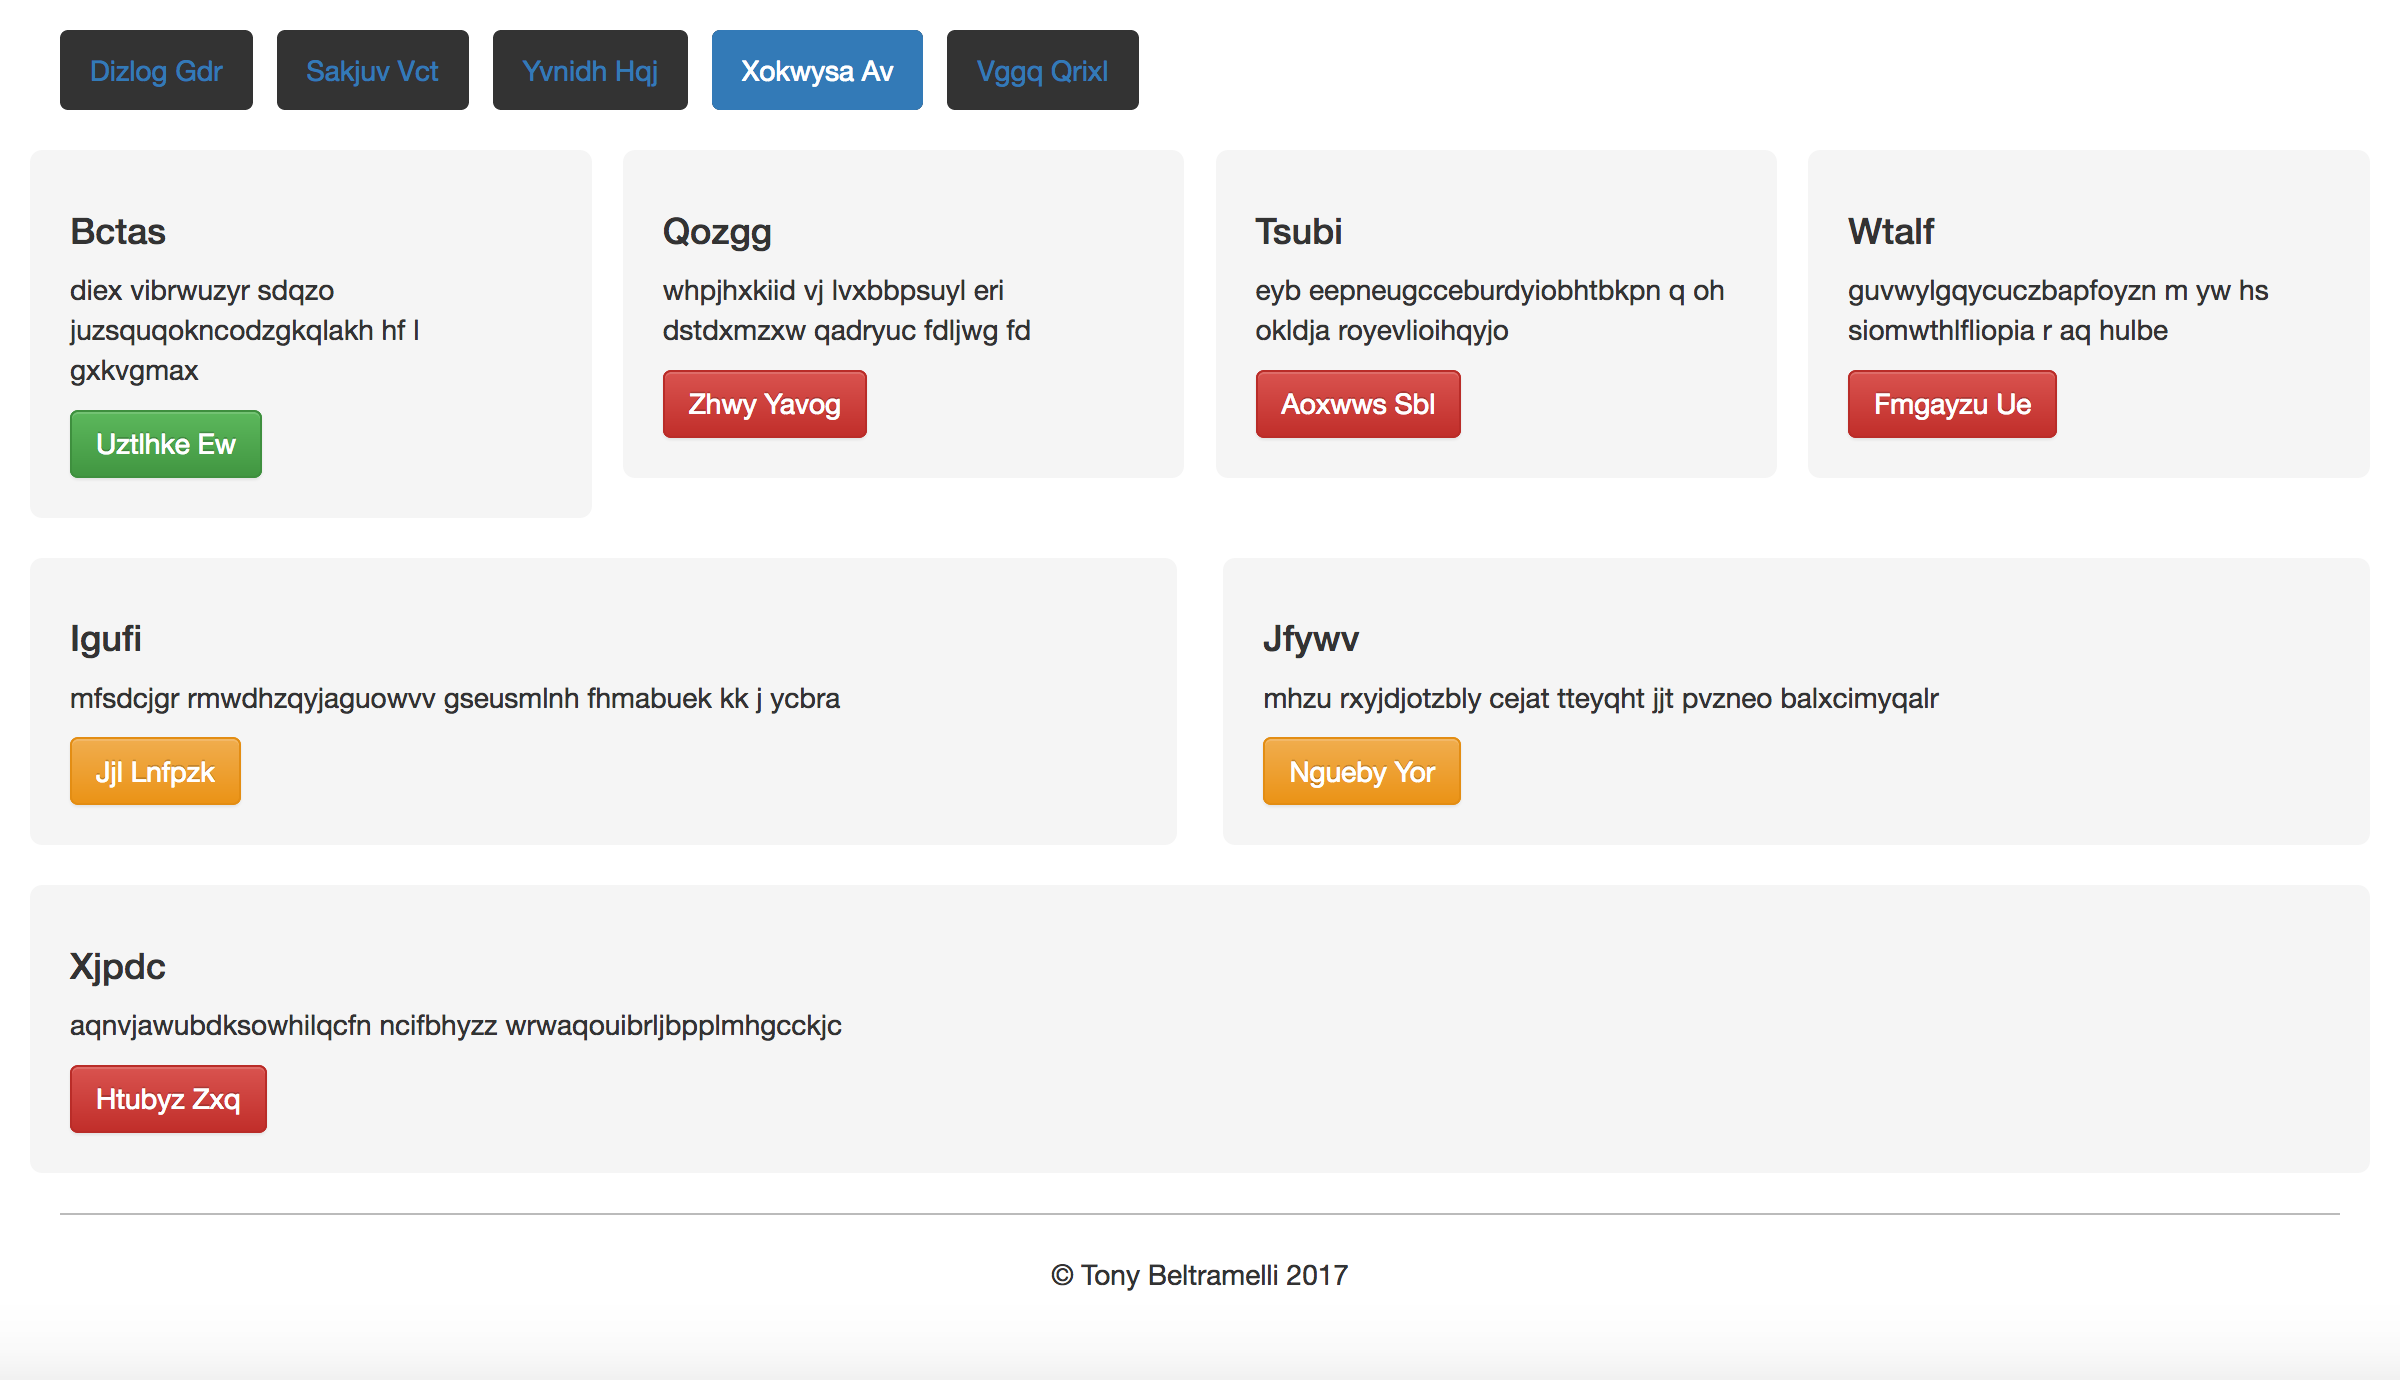 Dizlog Gdr
Sakjuv Vct
Yvnidh Hqj
Xokwysa Av
Vggq Qrixl
Bctas
diex vibrwuzyr sdqzo
juzsquqokncodzgkqlakh hf l
gxkvgmax
Uztlhke Ew
Qozgg
whpjhxkiid vj lvxbbpsuyl eri
dstdxmzxw qadryuc fdljwg fd
Zhwy Yavog
Tsubi
eyb eepneugcceburdyiobhtbkpn q oh
okldja royevlioihqyjo
Aoxwws Sbl
Wtalf
guvwylgqycuczbapfoyzn m yw hs
siomwthlfliopia r aq hulbe
Fmgayzu Ue
Igufi
mfsdcjgr rmwdhzqyjaguowvv gseusmlnh fhmabuek kk j ycbra
Jjl Lnfpzk
Jfywv
mhzu rxyjdjotzbly cejat tteyqht jjt pvzneo balxcimyqalr
Ngueby Yor
Xjpdc
aqnvjawubdksowhilqcfn ncifbhyzz wrwaqouibrljbpplmhgcckjc
Htubyz Zxq
© Tony Beltramelli 2017